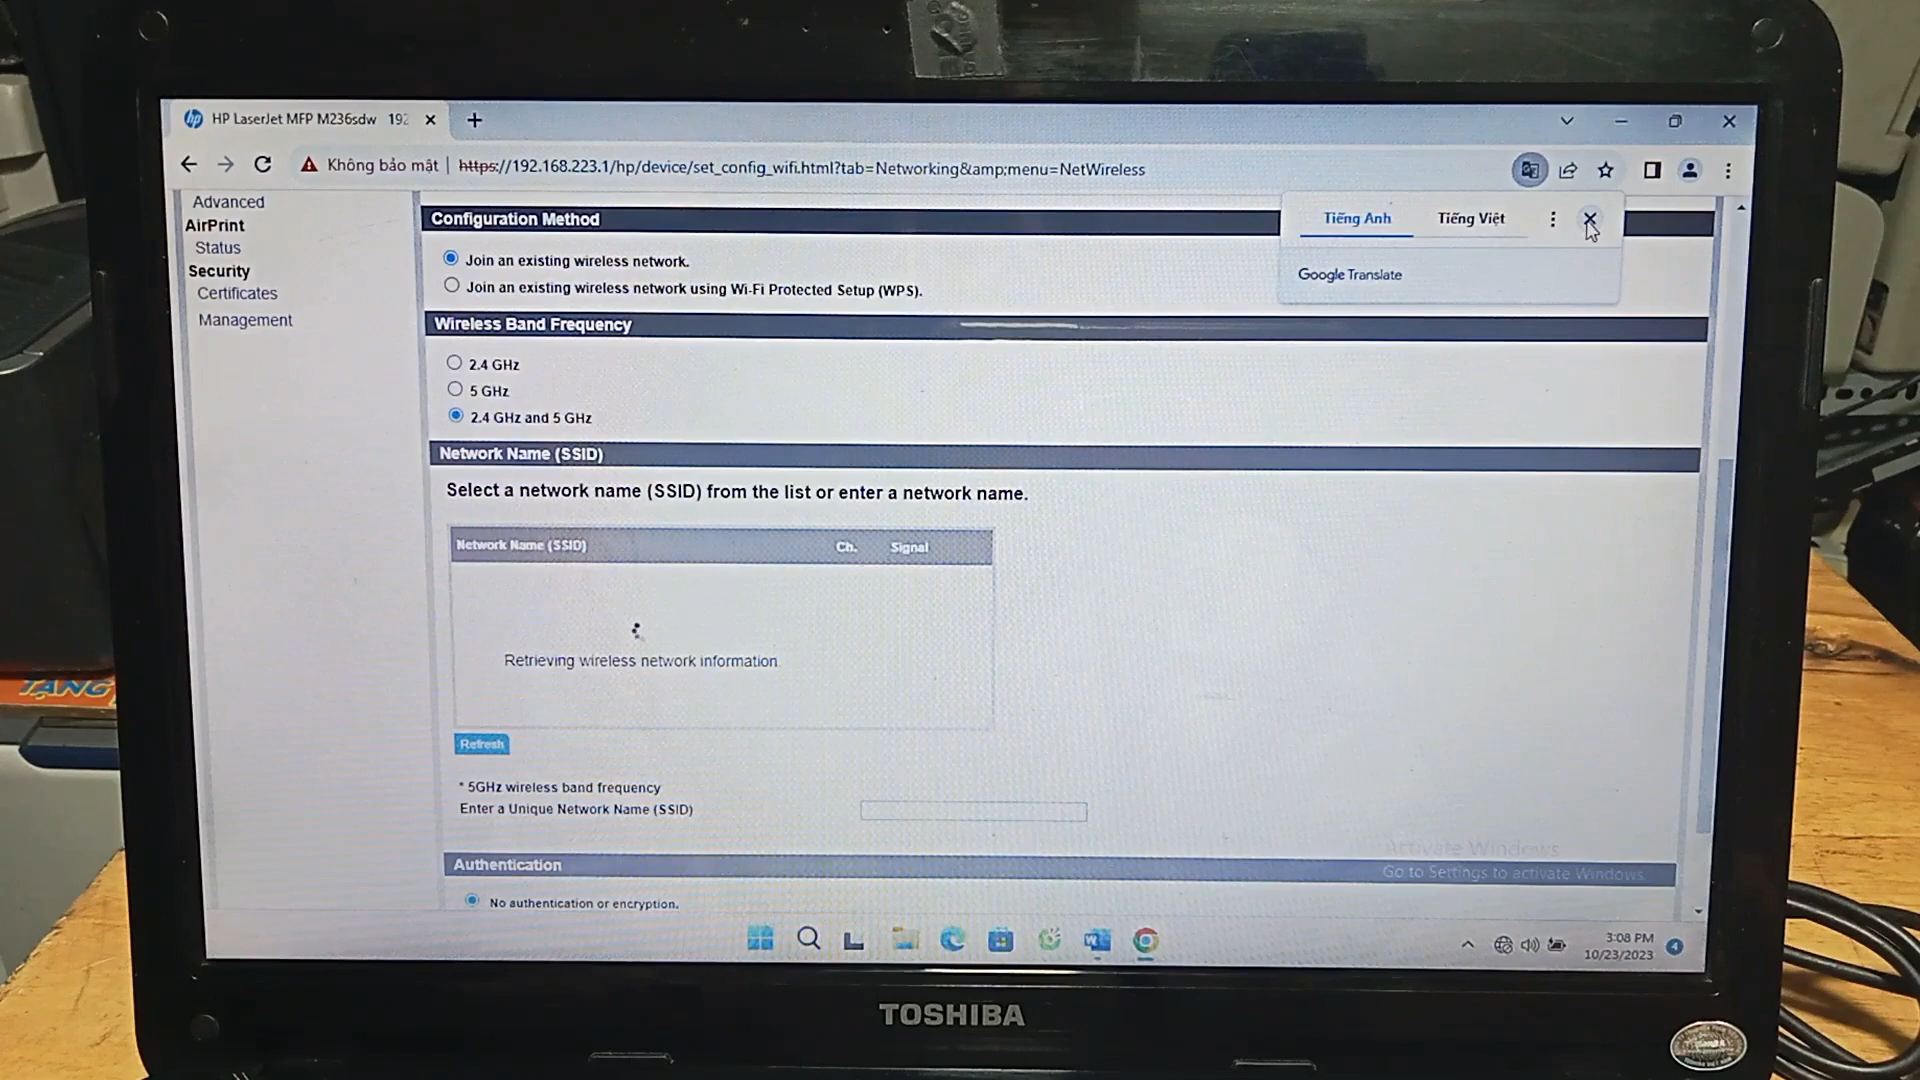 HP LaserJet MFP M236sdw 192
Không bảo mật
https://192.168.223.1/hp/device/set_config_wifi.html?tab=Networking&amp;menu=NetWireless
Tiếng Anh
Tiếng Việt
Google Translate
Advanced
AirPrint
Status
Security
Certificates
Management
Configuration Method
Join an existing wireless network.
Join an existing wireless network using Wi-Fi Protected Setup (WPS).
Wireless Band Frequency
2.4 GHz
5 GHz
2.4 GHz and 5 GHz
Network Name (SSID)
Select a network name (SSID) from the list or enter a network name.
Network Name (SSID) Ch. Signal
Retrieving wireless network information.
Refresh
* 5GHz wireless band frequency
Enter a Unique Network Name (SSID)
Authentication
No authentication or encryption.
Activate Windows
Go to Settings to activate Windows.
3:08 PM
10/23/2023
4
TOSHIBA
TẶNG